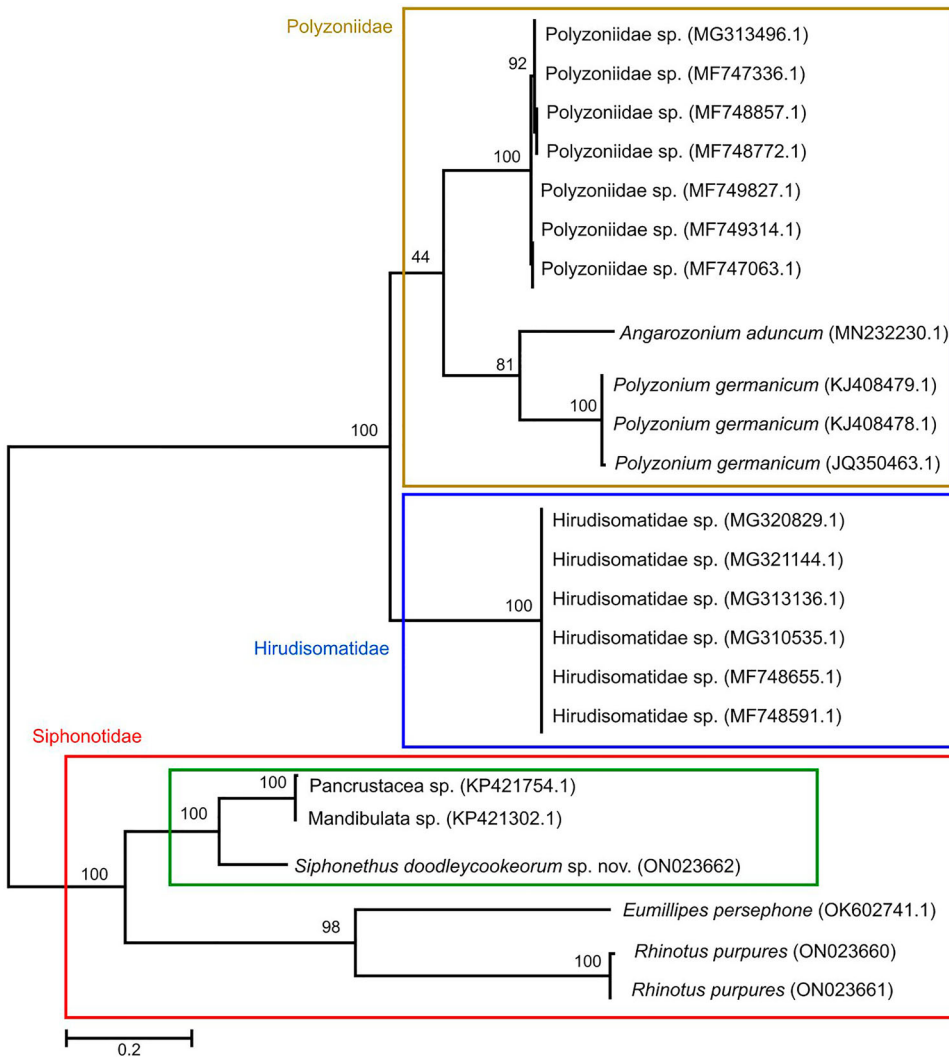 Polyzoniidae
Polyzoniidae sp. (MG313496.1)
92
Polyzoniidae sp. (MF747336.1)
Polyzoniidae sp. (MF748857.1)
100
Polyzoniidae sp. (MF748772.1)
Polyzoniidae sp. (MF749827.1)
Polyzoniidae sp. (MF749314.1)
44
Polyzoniidae sp. (MF747063.1)
Angarozonium aduncum (MN232230.1)
81
Polyzonium germanicum (KJ408479.1)
100
Polyzonium germanicum (KJ408478.1)
100
Polyzonium germanicum (JQ350463.1)
Hirudisomatidae sp. (MG320829.1)
Hirudisomatidae sp. (MG321144.1)
Hirudisomatidae sp. (MG313136.1)
100
Hirudisomatidae sp. (MG310535.1)
Hirudisomatidae
Hirudisomatidae sp. (MF748655.1)
Hirudisomatidae sp. (MF748591.1)
Siphonotidae
100
Pancrustacea sp. (KP421754.1)
100
Mandibulata sp. (KP421302.1)
Siphonethus doodleycookeorum sp. nov. (ON023662)
100
Eumillipes persephone (OK602741.1)
98
Rhinotus purpures (ON023660)
100
Rhinotus purpures (ON023661)
0.2